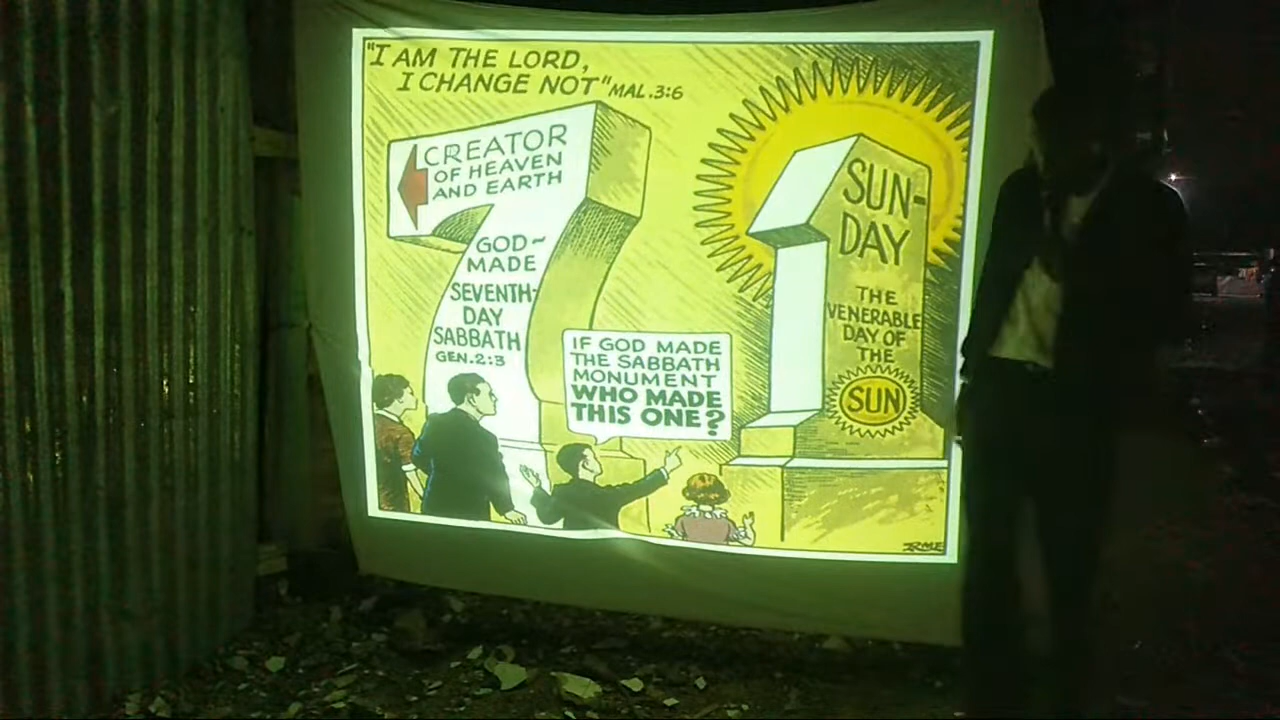 "I AM THE LORD,
I CHANGE NOT" MAL.3:6
CREATOR
OF HEAVEN
AND EARTH
GOD~
MADE
SEVENTH-
DAY
SABBATH
GEN.2:3
IF GOD MADE
THE SABBATH
MONUMENT
WHO MADE
THIS ONE?
SUN-
DAY
THE
VENERABLE
DAY OF
THE
SUN